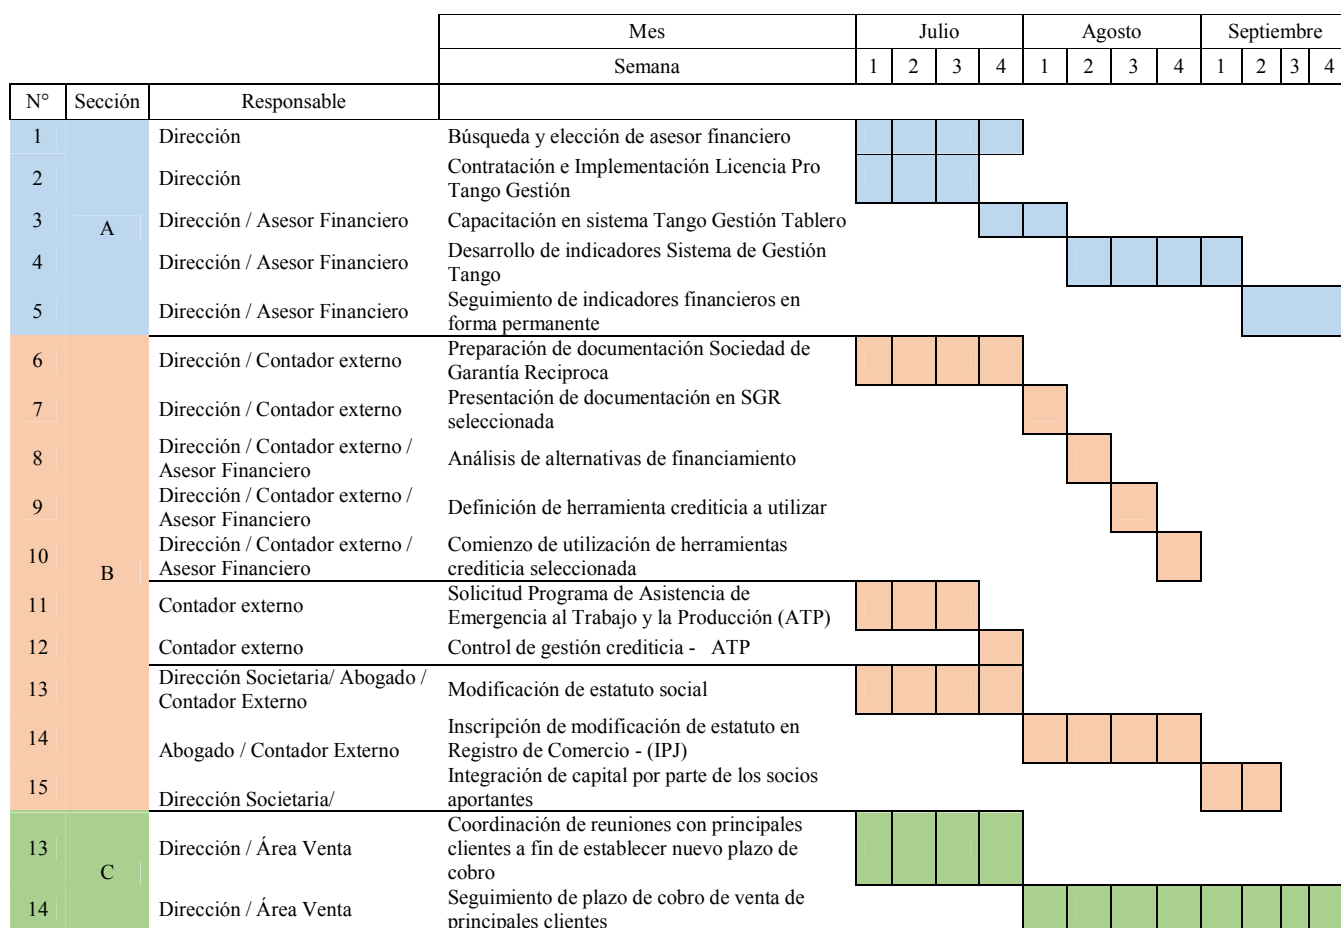 Mes Julio Agosto Septiembre
Semana 1 2 3 4 1 2 3 4 1 2 3 4
N° Sección Responsable
1 Dirección Búsqueda y elección de asesor financiero
2 Dirección Contratación e Implementación Licencia Pro
Tango Gestión
3 Dirección / Asesor Financiero Capacitación en sistema Tango Gestión Tablero
A
4 Dirección / Asesor Financiero Desarrollo de indicadores Sistema de Gestión
Tango
5 Dirección / Asesor Financiero Seguimiento de indicadores financieros en
forma permanente
6 Dirección / Contador externo Preparación de documentación Sociedad de
Garantía Reciproca
7 Dirección / Contador externo Presentación de documentación en SGR
seleccionada
8 Dirección / Contador externo /
Asesor Financiero Análisis de alternativas de financiamiento
9 Dirección / Contador externo /
Asesor Financiero Definición de herramienta crediticia a utilizar
10 Dirección / Contador externo /
Asesor Financiero Comienzo de utilización de herramientas
crediticia seleccionada
B
11 Contador externo Solicitud Programa de Asistencia de
Emergencia al Trabajo y la Producción (ATP)
12 Contador externo Control de gestión crediticia - ATP
13 Dirección Societaria/ Abogado /
Contador Externo Modificación de estatuto social
14 Abogado / Contador Externo Inscripción de modificación de estatuto en
Registro de Comercio - (IPJ)
15 Dirección Societaria/ Integración de capital por parte de los socios
aportantes
13 Dirección / Área Venta Coordinación de reuniones con principales
clientes a fin de establecer nuevo plazo de
cobro
C
14 Dirección / Área Venta Seguimiento de plazo de cobro de venta de
principales clientes